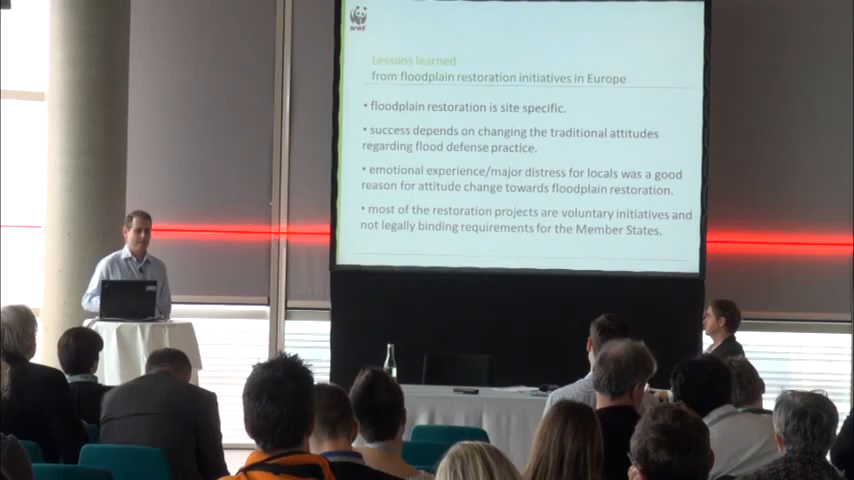 WWF
Lessons learned
from floodplain restoration initiatives in Europe
• floodplain restoration is site specific.
• success depends on changing the traditional attitudes
regarding flood defense practice.
• emotional experience/major distress for locals was a good
reason for attitude change towards floodplain restoration.
• most of the restoration projects are voluntary initiatives and
not legally binding requirements for the Member States.